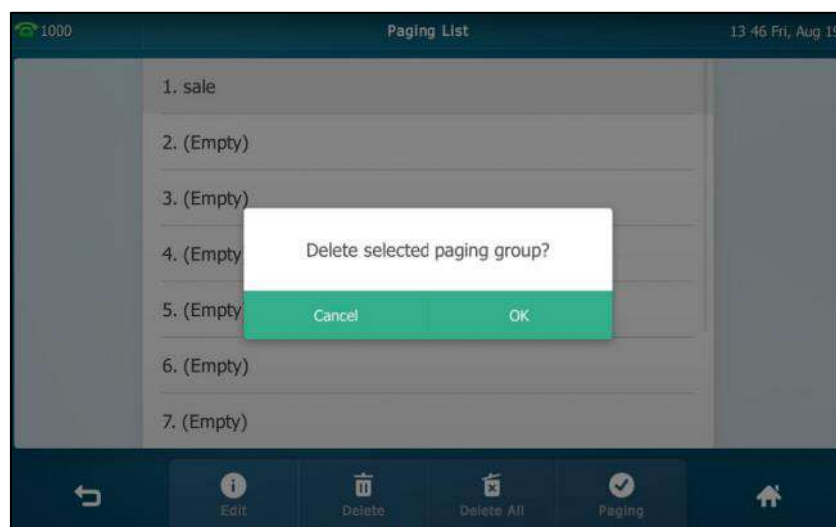 1000 Paging List 13 46 Fri, Aug 19
1. sale
2. (Empty)
3. (Empty)
4. (Empty
Delete selected paging group?
5. (Empty
Cancel OK
6. (Empty)
7. (Empty)
Edit Delete Delete All Paging